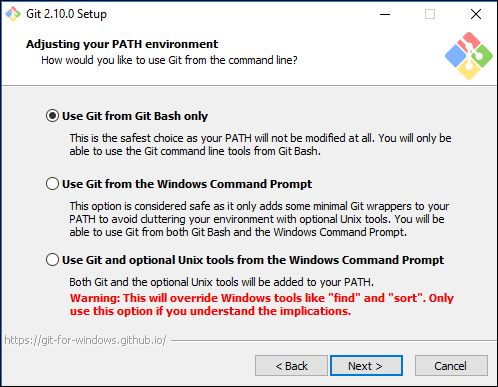 Git 2.10.0 Setup
Adjusting your PATH environment
How would you like to use Git from the command line?
Use Git from Git Bash only
This is the safest choice as your PATH will not be modified at all. You will only be
able to use the Git command line tools from Git Bash.
Use Git from the Windows Command Prompt
This option is considered safe as it only adds some minimal Git wrappers to your
PATH to avoid cluttering your environment with optional Unix tools. You will be
able to use Git from both Git Bash and the Windows Command Prompt.
Use Git and optional Unix tools from the Windows Command Prompt
Both Git and the optional Unix tools will be added to your PATH.
Warning: This will override Windows tools like "find" and "sort". Only
use this option if you understand the implications.
https://git-for-windows.github.io/
< Back Next > Cancel